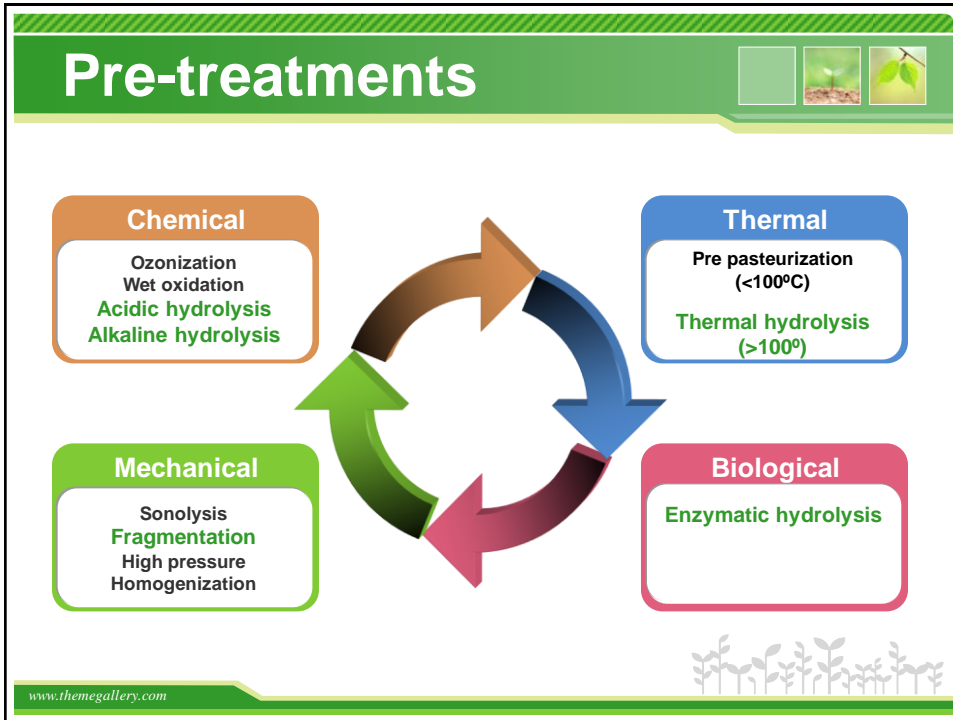 Pre-treatments
Chemical
Ozonization
Wet oxidation
Acidic hydrolysis
Alkaline hydrolysis
Thermal
Pre pasteurization
(<100ºC)
Thermal hydrolysis
(>100º)
Mechanical
Sonolysis
Fragmentation
High pressure
Homogenization
Biological
Enzymatic hydrolysis
www.themegallery.com